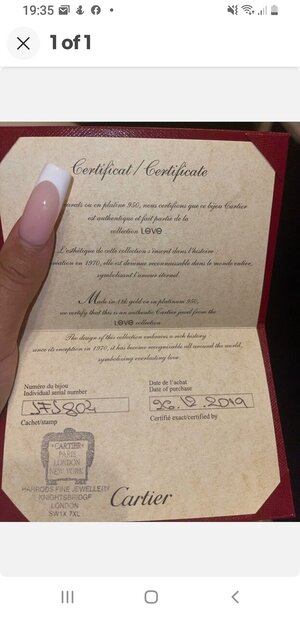 19:35
1 of 1
Certificat / Certificate
carats ou en platine 950, nous certifions que ce bijou Cartier
est authentique et fait partie de la
collection LOVE
L'esthétique de cette collection s'inscrit dans l'histoire :
création en 1970, elle est devenue reconnaissable dans le monde entier,
symbolisant l'amour éternel.
Made in 18k gold or in platinum 950,
we certify that this is an authentic Cartier jewel from the
LOVE collection
The design of this collection embraces a rich history
since its inception in 1970, it has become recognisable all around the world,
symbolising everlasting love.
Numéro du bijou
Individual serial number
Date de l'achat
Date of purchase
26.12.2019
Cachet/stamp
Certifié exact/certified by
CARTIER
PARIS
LONDON
NEW YORK
HARRODS FINE JEWELLERY
KNIGHTSBRIDGE
LONDON
SW1X 7XL
Cartier